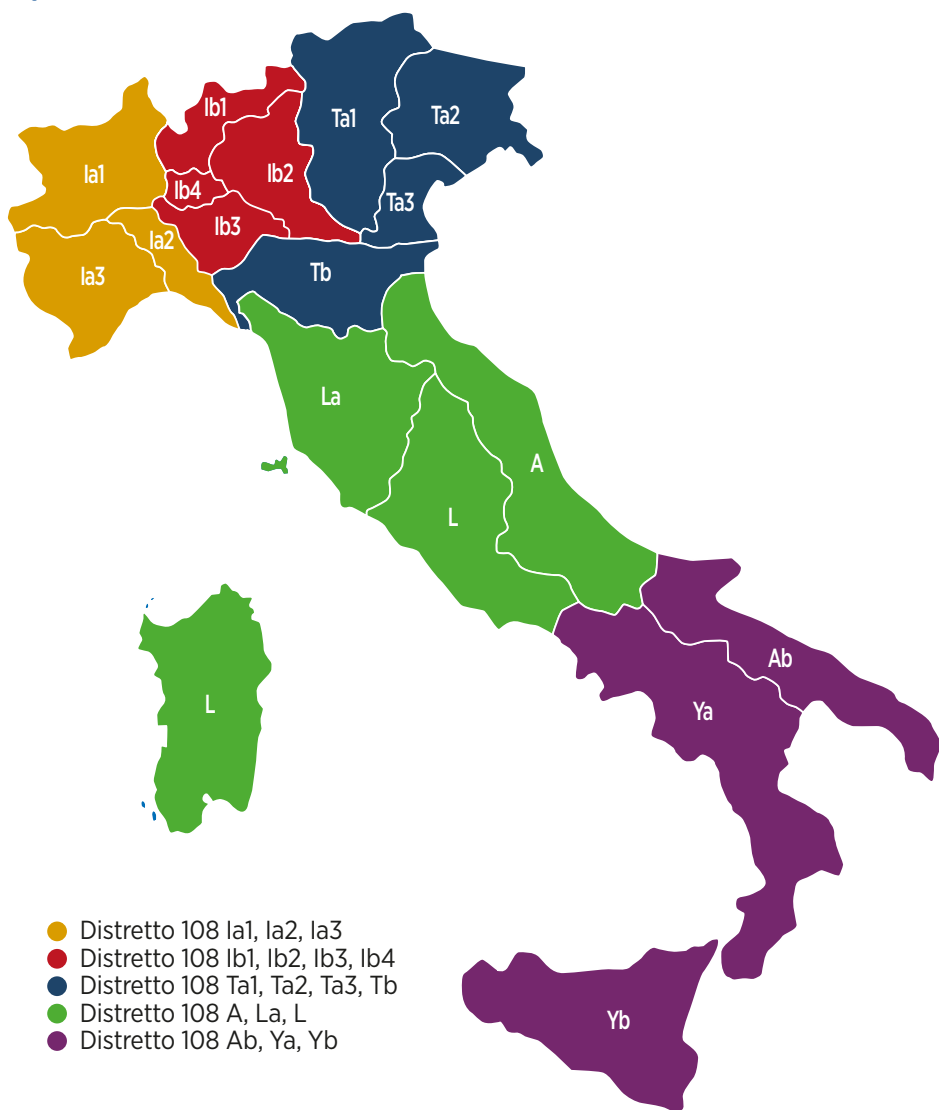 Ib1
Ta1
Ta2
Ia1
Ib4
Ib2
Ta3
Ia2
Ib3
Ia3
Tb
La
A
L
Ab
L
Ya
Yb
Distretto 108 Ia1, Ia2, Ia3
Distretto 108 Ib1, Ib2, Ib3, Ib4
Distretto 108 Ta1, Ta2, Ta3, Tb
Distretto 108 A, La, L
Distretto 108 Ab, Ya, Yb